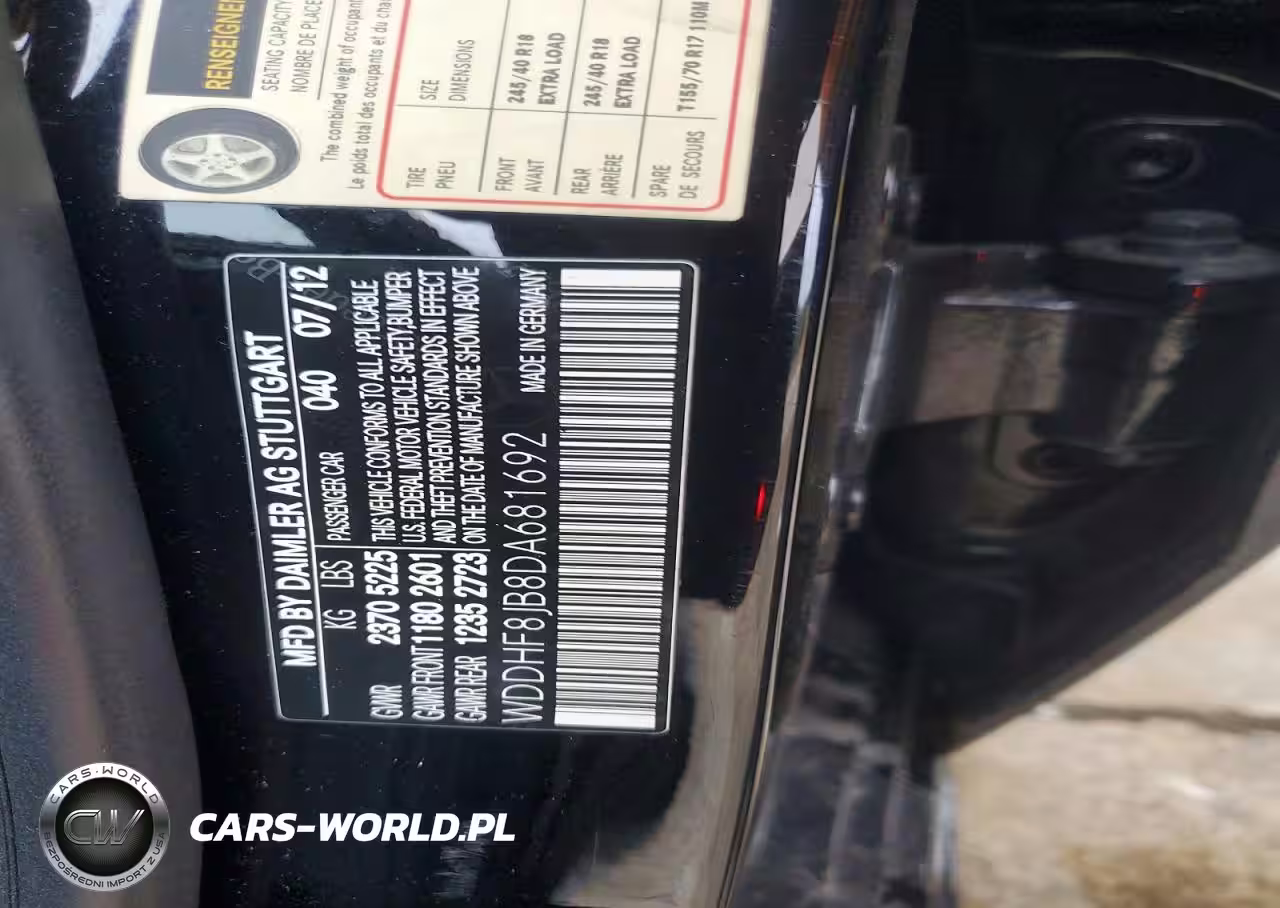 MFD BY DAIMLER AG STUTTGART
KG LBS PASSENGER CAR 040 07/12
GVWR 2370 5225 THIS VEHICLE CONFORMS TO ALL APPLICABLE
U.S. FEDERAL MOTOR VEHICLE SAFETY,BUMPER
GAWR FRONT 1180 2601 AND THEFT PREVENTION STANDARDS IN EFFECT
GAWR REAR 1235 2723 ON THE DATE OF MANUFACTURE SHOWN ABOVE
WDDHF8JB8DA681692 MADE IN GERMANY
SEATING CAPACITY
NOMBRE DE PLACE
The combined weight of occupant
Le poids total des occupants et du cha
TIRE SIZE
PNEU DIMENSIONS
FRONT 245/40 R18
AVANT EXTRA LOAD
REAR 245/40 R18
ARRIÈRE EXTRA LOAD
SPARE T155/70 R17 110M
DE SECOURS
CARS-WORLD
CW
BEZPOŚREDNI IMPORT Z USA
CARS-WORLD.PL